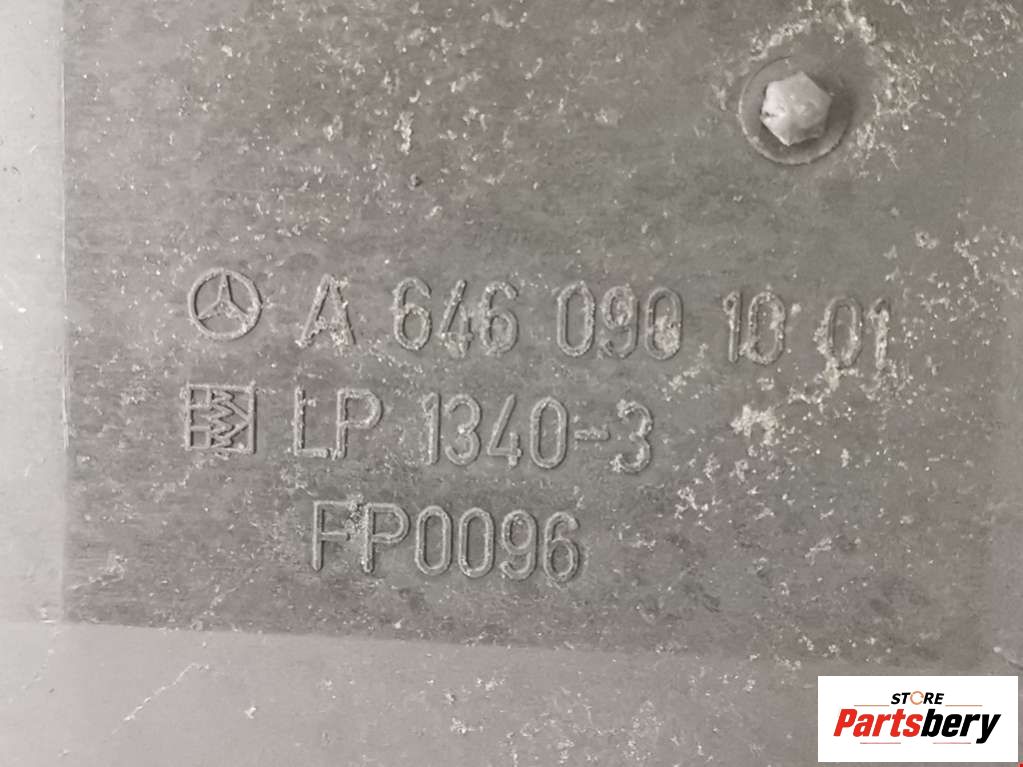 A 646 090 10 01
LP 1340-3
FP0096
STORE
Partsbery